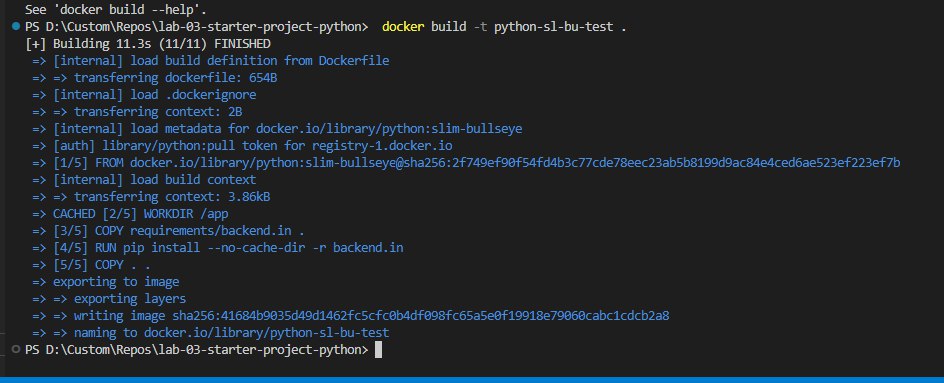 See 'docker build --help'.
PS D:\Custom\Repos\lab-03-starter-project-python> docker build -t python-sl-bu-test .
[+] Building 11.3s (11/11) FINISHED
=> [internal] load build definition from Dockerfile
=> => transferring dockerfile: 654B
=> [internal] load .dockerignore
=> => transferring context: 2B
=> [internal] load metadata for docker.io/library/python:slim-bullseye
=> [auth] library/python:pull token for registry-1.docker.io
=> [1/5] FROM docker.io/library/python:slim-bullseye@sha256:2f749ef90f54fd4b3c77cde78eec23ab5b8199d9ac84e4ced6ae523ef223ef7b
=> [internal] load build context
=> => transferring context: 3.86kB
=> CACHED [2/5] WORKDIR /app
=> [3/5] COPY requirements/backend.in .
=> [4/5] RUN pip install --no-cache-dir -r backend.in
=> [5/5] COPY . .
=> exporting to image
=> => exporting layers
=> => writing image sha256:41684b9035d49d1462fc5cfc0b4df098fc65a5e0f19918e79060cabc1cdcb2a8
=> => naming to docker.io/library/python-sl-bu-test
PS D:\Custom\Repos\lab-03-starter-project-python>